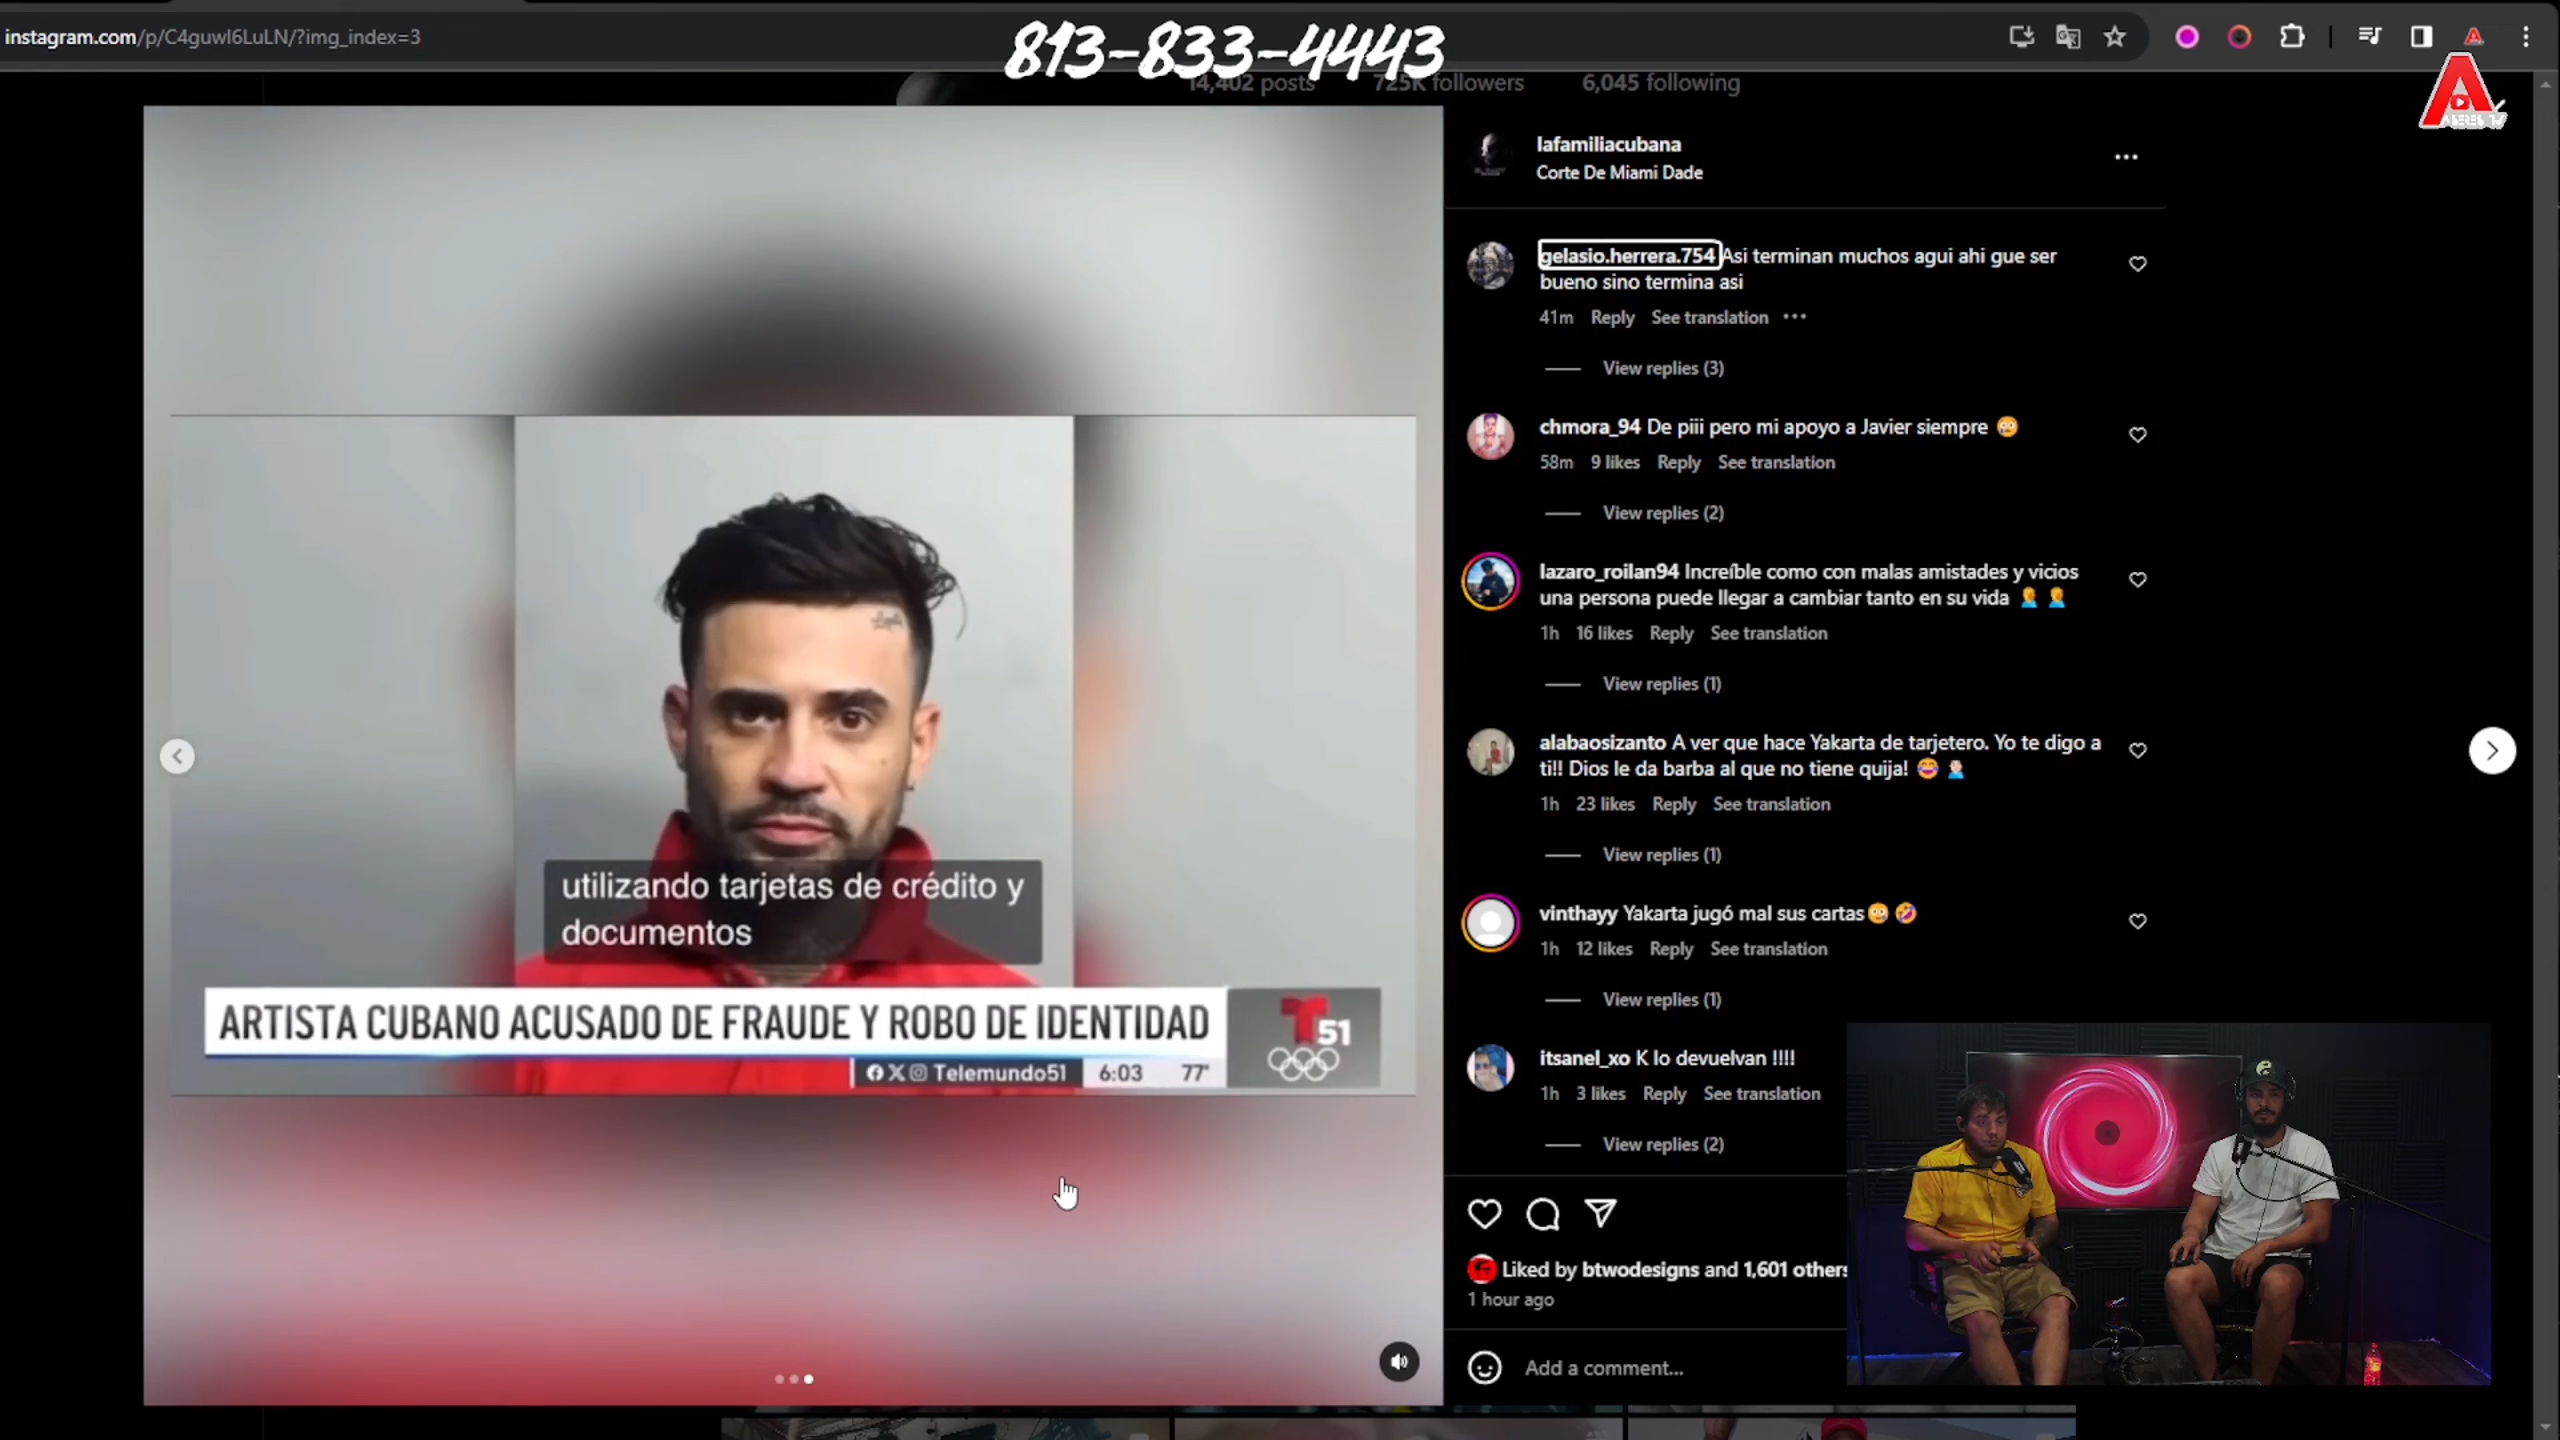 instagram.com/p/C4guwI6LuLN/?img_index=3
813-833-4443
14,402 posts 725K followers 6,045 following
lafamiliacubana
Corte De Miami Dade
gelasio.herrera.754 Asi terminan muchos agui ahi gue ser
bueno sino termina asi
41m Reply See translation
View replies (3)
chmora_94 De piii pero mi apoyo a Javier siempre
58m 9 likes Reply See translation
View replies (2)
lazaro_roilan94 Increíble como con malas amistades y vicios
una persona puede llegar a cambiar tanto en su vida
1h 16 likes Reply See translation
View replies (1)
alabaosizanto A ver que hace Yakarta de tarjetero. Yo te digo a
ti!! Dios le da barba al que no tiene quija!
1h 23 likes Reply See translation
View replies (1)
vinthayy Yakarta jugó mal sus cartas
1h 12 likes Reply See translation
View replies (1)
itsanel_xo K lo devuelvan !!!!
1h 3 likes Reply See translation
View replies (2)
Liked by btwodesigns and 1,601 others
1 hour ago
Add a comment...
utilizando tarjetas de crédito y
documentos
ARTISTA CUBANO ACUSADO DE FRAUDE Y ROBO DE IDENTIDAD
T 51
Telemundo51 6:03 77°